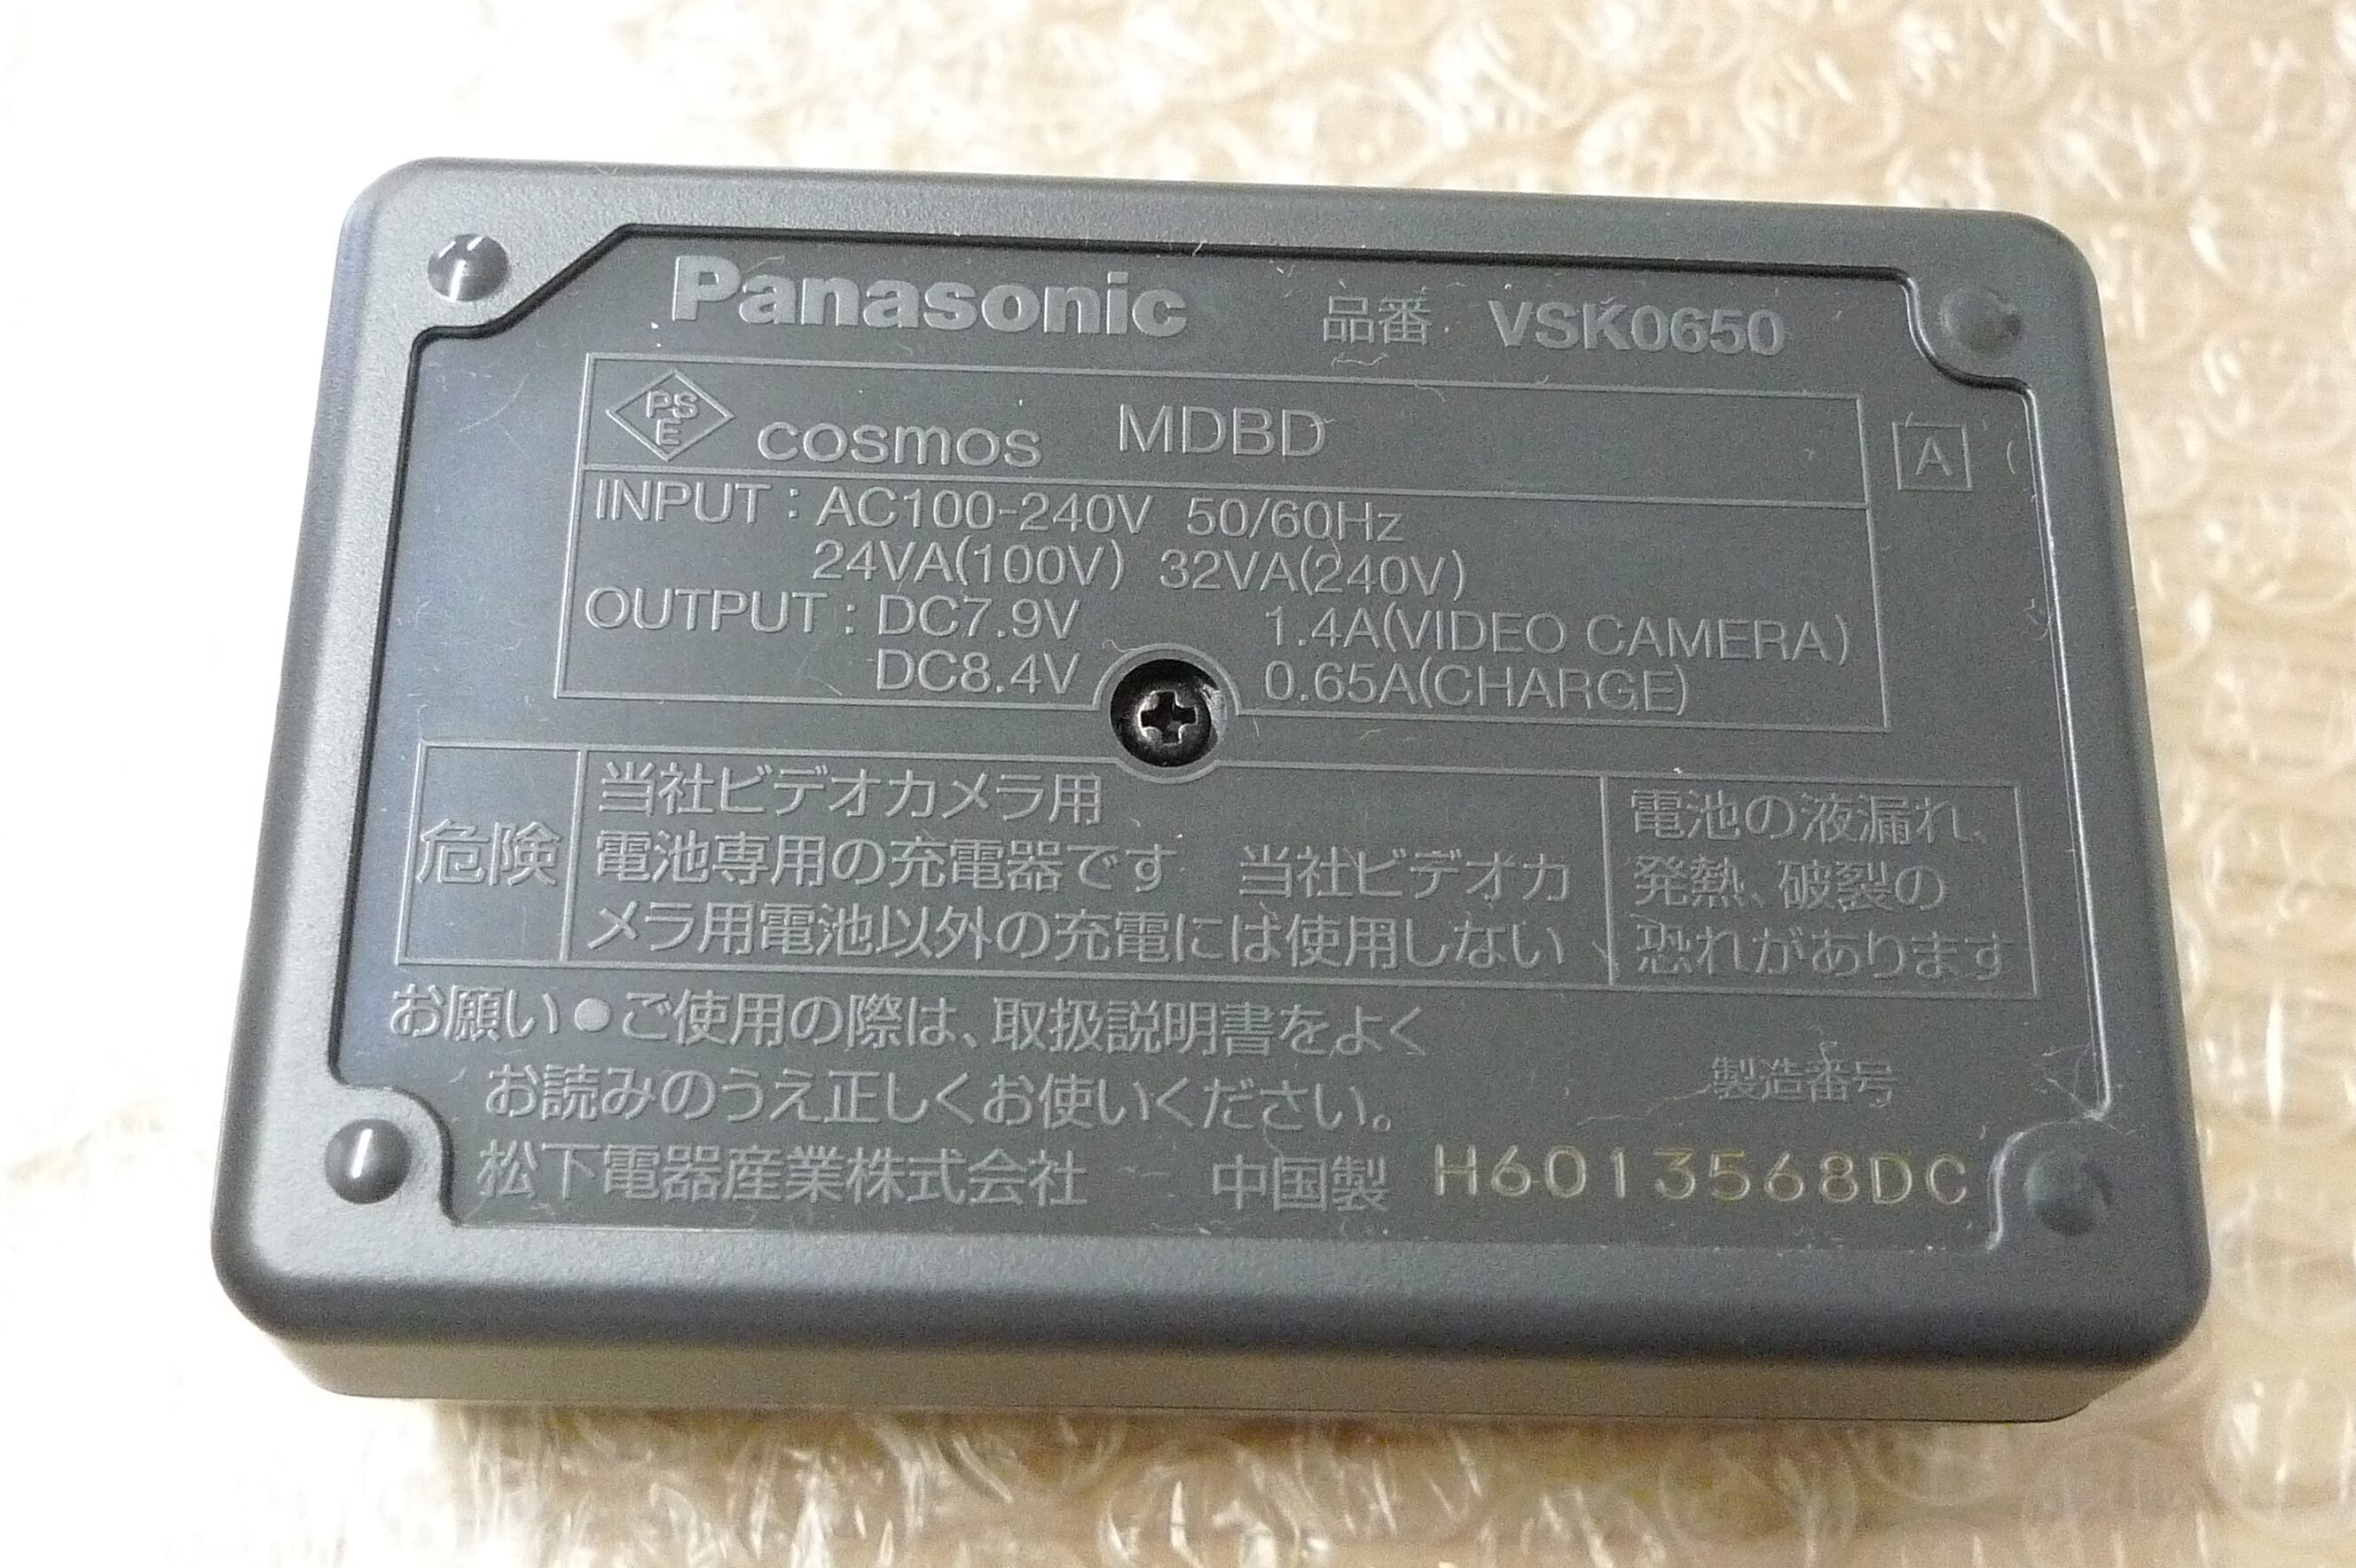 Panasonic 品番 VSK0650
PSE cosmos MDBD
A
INPUT : AC100-240V 50/60Hz
24VA(100V) 32VA(240V)
OUTPUT : DC7.9V 1.4A(VIDEO CAMERA)
DC8.4V 0.65A(CHARGE)
危険
当社ビデオカメラ用
電池専用の充電器です 当社ビデオカ
メラ用電池以外の充電には使用しない
電池の液漏れ、
発熱、破裂の
恐れがあります
お願い●ご使用の際は、取扱説明書をよく
お読みのうえ正しくお使いください。
製造番号
松下電器産業株式会社 中国製 H6013568DC